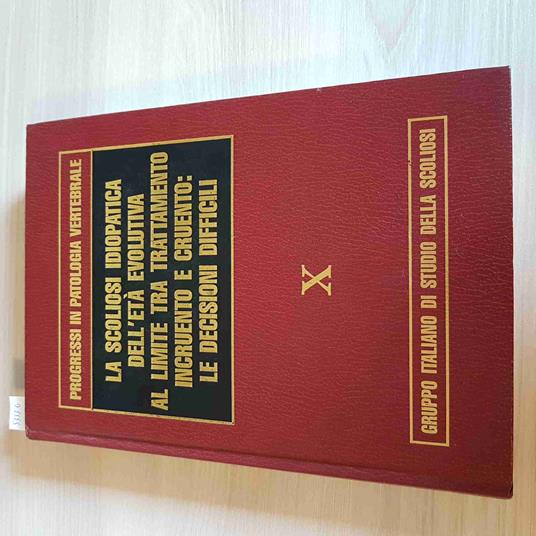 PROGRESSI IN PATOLOGIA VERTEBRALE
LA SCOLIOSI IDIOPATICA
DELL'ETÀ EVOLUTIVA
AL LIMITE TRA TRATTAMENTO
INCRUENTO E CRUENTO:
LE DECISIONI DIFFICILI
X
GRUPPO ITALIANO DI STUDIO DELLA SCOLIOSI